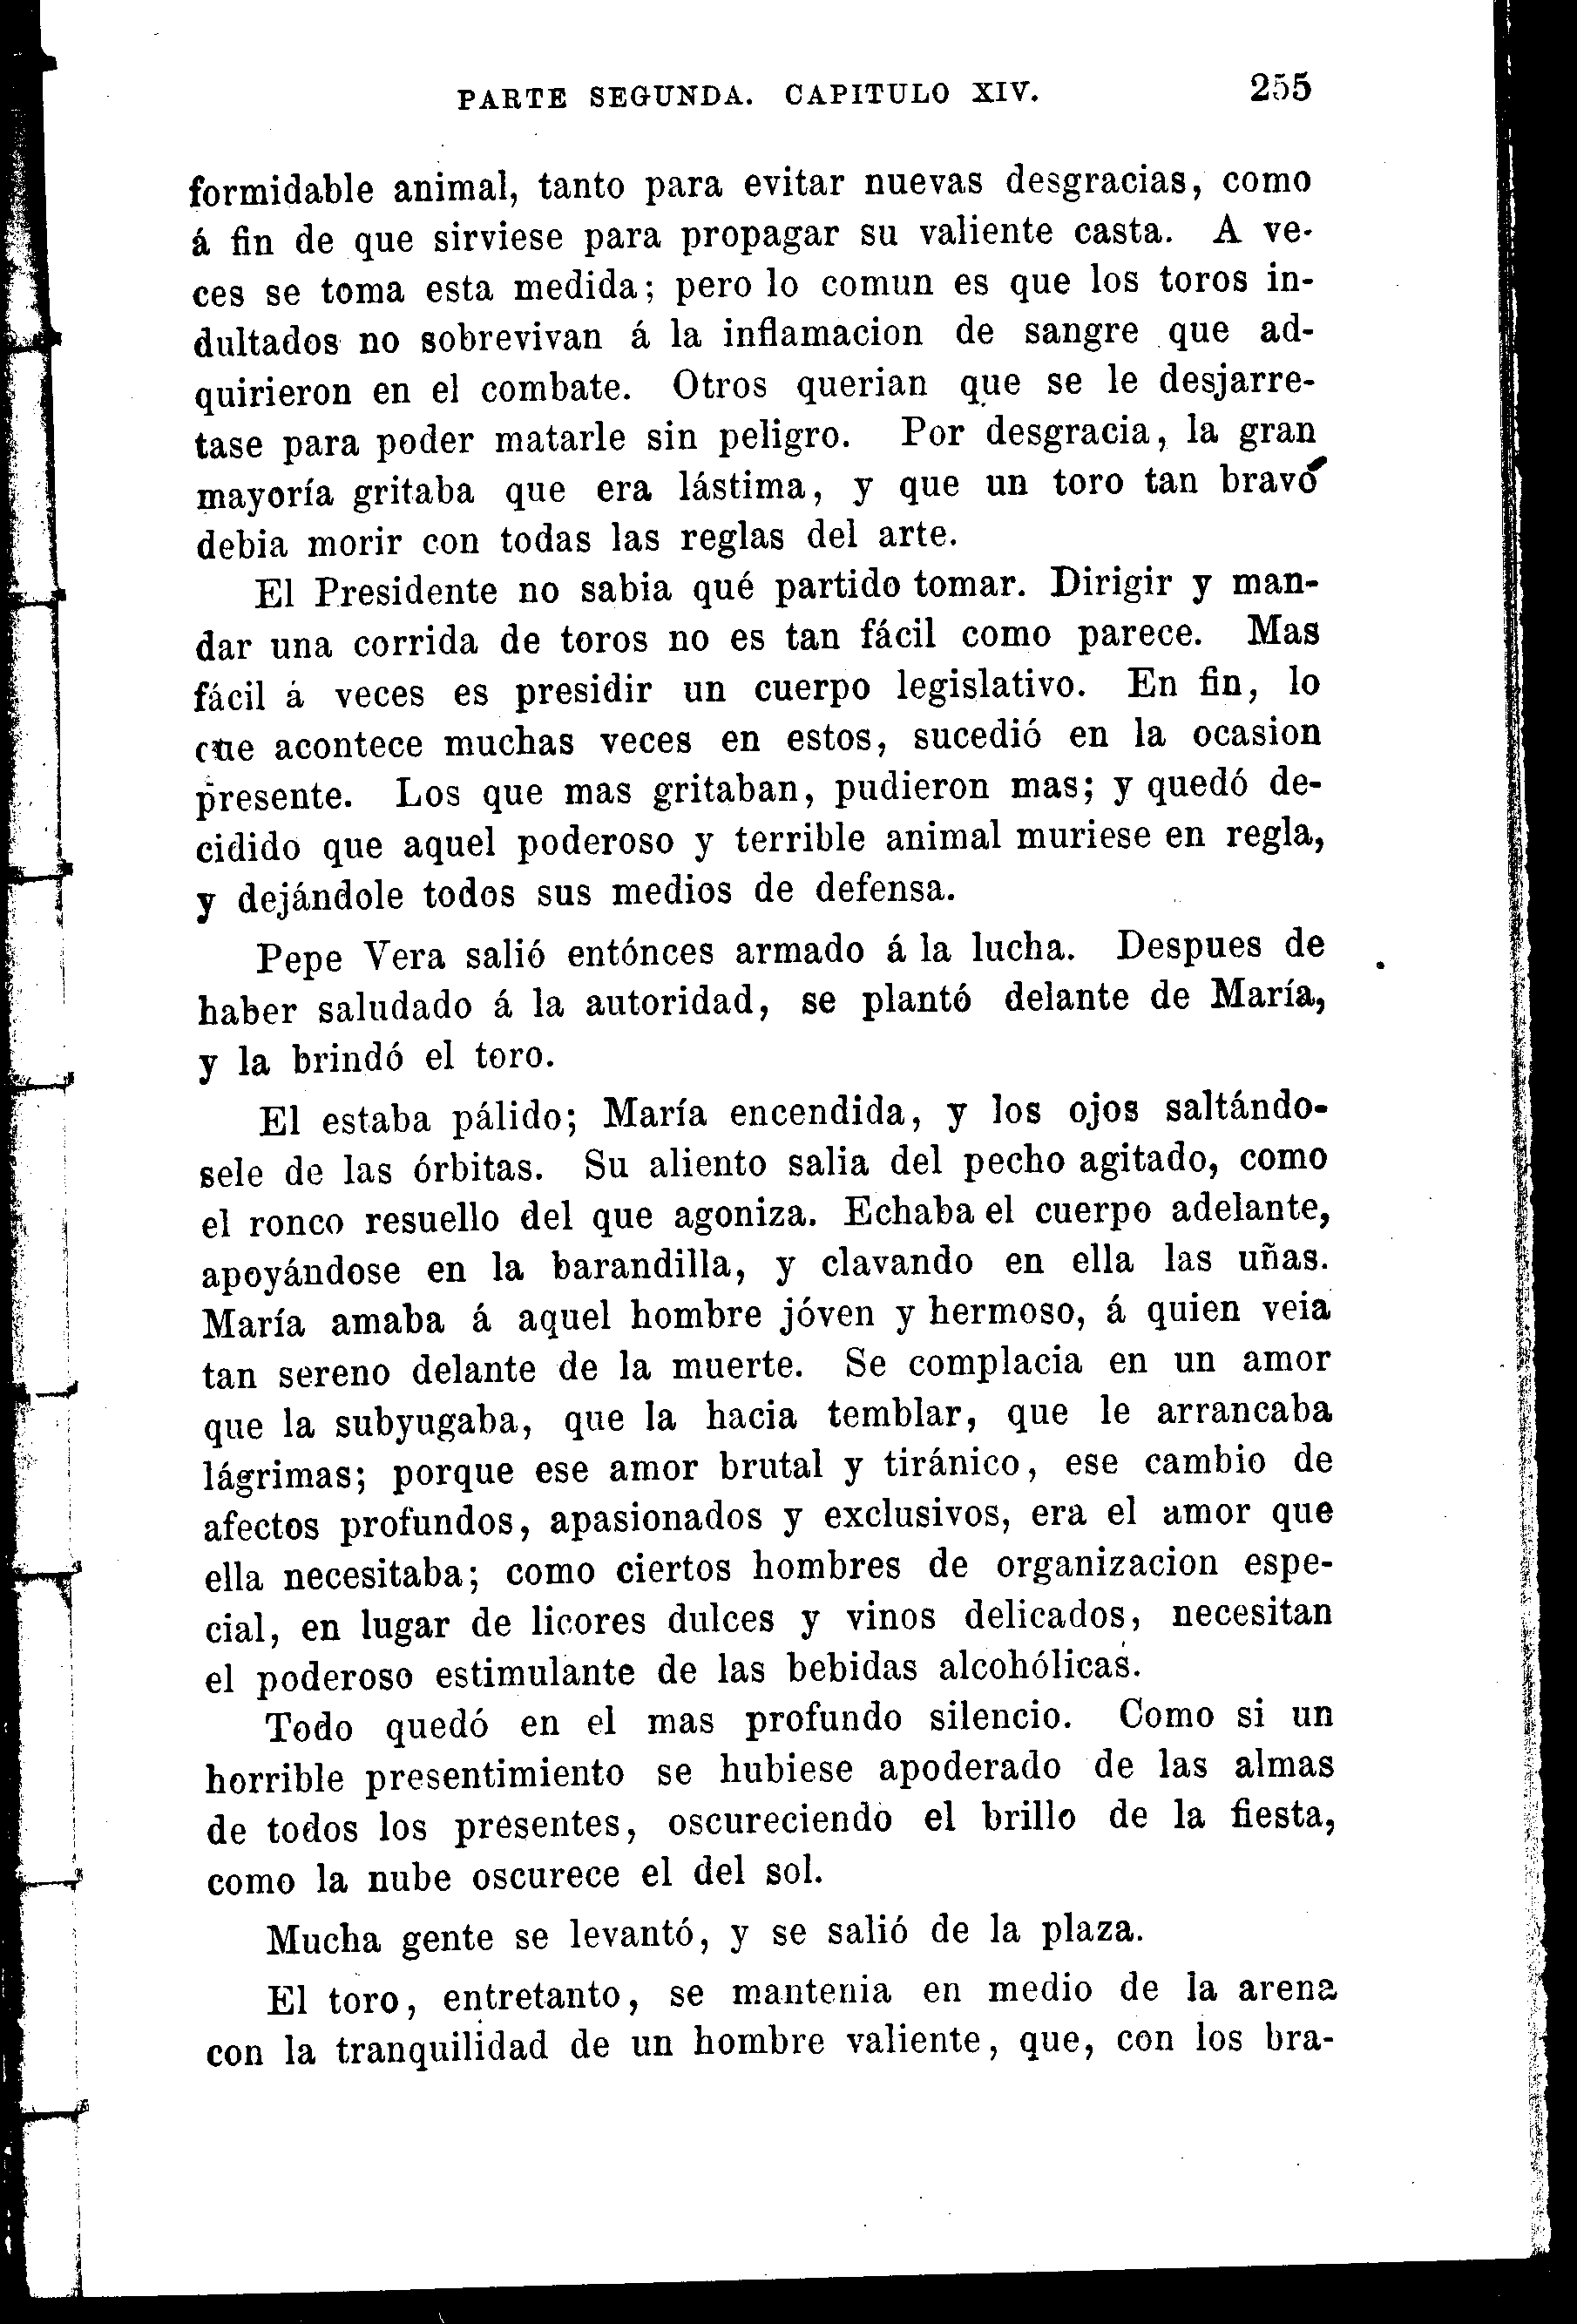 PARTE SEGUNDA. CAPITULO XIV. 255
formidable animal, tanto para evitar nuevas desgracias, como
á fin de que sirviese para propagar su valiente casta. A ve-
ces se toma esta medida; pero lo comun es que los toros in-
dultados no sobrevivan á la inflamacion de sangre que ad-
quirieron en el combate. Otros querian que se le desjarre-
tase para poder matarle sin peligro. Por desgracia, la gran
mayoría gritaba que era lástima, y que un toro tan bravo
debia morir con todas las reglas del arte.
El Presidente no sabia qué partido tomar. Dirigir y man-
dar una corrida de toros no es tan fácil como parece. Mas
fácil á veces es presidir un cuerpo legislativo. En fin, lo
que acontece muchas veces en estos, sucedió en la ocasion
presente. Los que mas gritaban, pudieron mas; y quedó de-
cidido que aquel poderoso y terrible animal muriese en regla,
y dejándole todos sus medios de defensa.
Pepe Vera salió entónces armado á la lucha. Despues de
haber saludado á la autoridad, se plantó delante de María,
y la brindó el toro.
El estaba pálido; María encendida, y los ojos saltándo-
sele de las órbitas. Su aliento salia del pecho agitado, como
el ronco resuello del que agoniza. Echaba el cuerpo adelante,
apoyándose en la barandilla, y clavando en ella las uñas.
María amaba á aquel hombre jóven y hermoso, á quien veia
tan sereno delante de la muerte. Se complacia en un amor
que la subyugaba, que la hacia temblar, que le arrancaba
lágrimas; porque ese amor brutal y tiránico, ese cambio de
afectos profundos, apasionados y exclusivos, era el amor que
ella necesitaba; como ciertos hombres de organizacion espe-
cial, en lugar de licores dulces y vinos delicados, necesitan
el poderoso estimulante de las bebidas alcohólicas.
Todo quedó en el mas profundo silencio. Como si un
horrible presentimiento se hubiese apoderado de las almas
de todos los presentes, oscureciendo el brillo de la fiesta,
como la nube oscurece el del sol.
Mucha gente se levantó, y se salió de la plaza.
El toro, entretanto, se mantenia en medio de la arena
con la tranquilidad de un hombre valiente, que, con los bra-